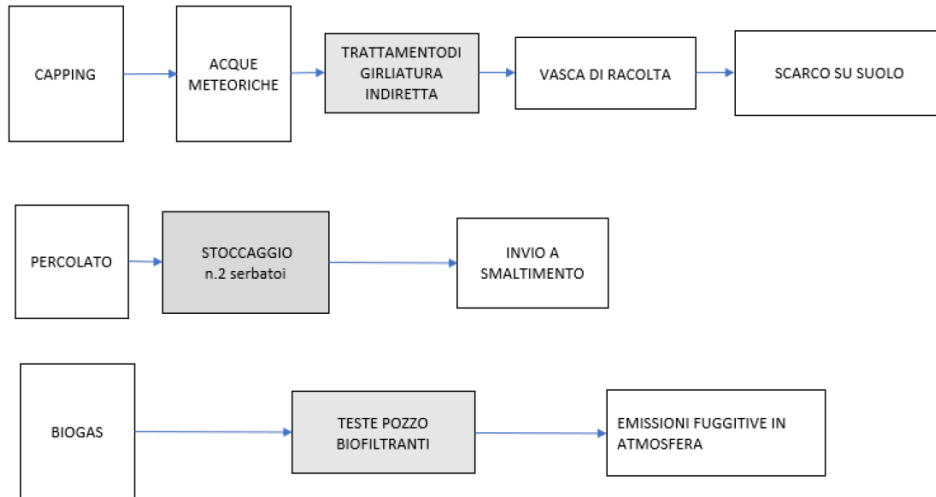 CAPPING
ACQUE
METEORICHE
TRATTAMENTODI
GIRLIATURA
INDIRETTA
VASCA DI RACOLTA
SCARCO SU SUOLO
PERCOLATO
STOCCAGGIO
n.2 serbatoi
INVIO A
SMALTIMENTO
BIOGAS
TESTE POZZO
BIOFILTRANTI
EMISSIONI FUGGITIVE IN
ATMOSFERA